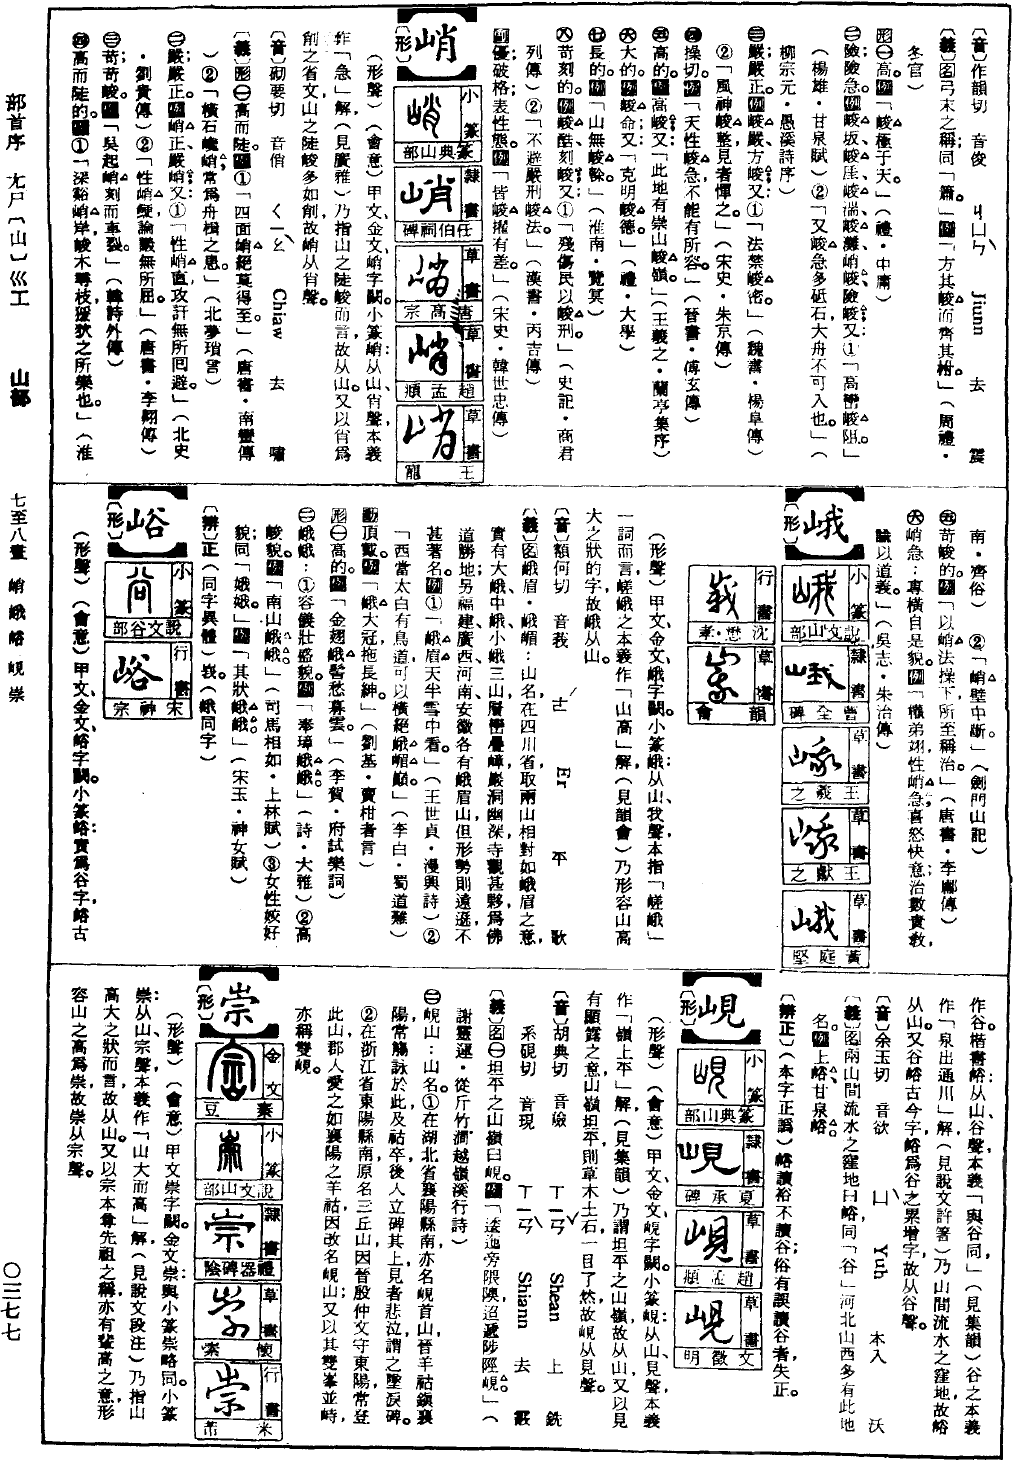 〔音〕作韻切 音俊 ㄐㄩㄣˋ Jiunn 去 震
〔義〕名弓末之稱;同「簫。」例「方其峻而齊其柎。」(周禮・
冬官)
形㊀高。例「峻極于天。」(禮・中庸)
㊁險;險急。例峻坂、峻厓、峻湍、峻灘、峭峻、險峻;又:①「高巒峻阻。」
(楊雄・甘泉賦)②「又峻急多砥石,大舟不可入也。」(
柳宗元・愚溪詩序)
㊂嚴;嚴正。例峻嚴、方峻;又:①「法禁峻密。」(魏書・楊阜傳)
②「風神峻整,見者憚之。」(宋史・朱京傳)
㊃操切。例「天性峻急,不能有所容。」(晉書・傅玄傳)
㊄高的。例高峻;又:「此地有崇山峻嶺。」(王羲之・蘭亭集序)
㊅大的。例峻命;又:「克明峻德。」(禮・大學)
㊆長的。例「山無峻榦。」(淮南・覽冥)
㊇苛刻的。例峻酷、刻峻;又:①「殘傷民以峻刑。」(史記・商君
列傳)②「不避嚴刑峻法。」(漢書・丙吉傳)
副優破格;表性態。例「皆峻擢有差。」(宋史・韓世忠傳)
峭
〔形〕
小篆 篆典山部
隸書 任伯祠碑
草書 唐高宗
草書 趙孟頫
草書 王寵
(形聲)(會意)甲文、金文峭字闕。小篆峭:从山、肖聲,本義
作「急」解(見廣雅),乃指山之陡峻而言,故从山。又以肖爲
削之省文,山之陡峻多如削,故峭从肖聲。
〔音〕砌要切 音俏 ㄑㄧㄠˋ Chiaw 去 嘯
〔義〕形㊀高而陡。例①「四面峭絕,莫得至。」(唐書・南蠻傳
)②「橫石巉峭,常爲舟楫之患。」(北夢瑣言)
㊁嚴;嚴正。例峭正、嚴峭;又:①「性峭直,攻訐無所回避。」(北史
・劉賁傳)②「性峭鯁,論議無所屈。」(唐書・李翱傳)
㊂苛;苛峻。例「吳起峭刻而車裂。」(韓詩外傳)
㊃高而陡的。例①「深谿峭岸,峻木尋枝,猨狖之所樂也。」(淮
南・齊俗)②「峭壁中斷。」(劍門山記)
㊄苛峻的。例「以峭法操下,所至稱治。」(唐書・李鄘傳)
㊅峭急:專橫自是貌。例「權弟翊,性峭急,喜怒快意;治數責教,
諭以道義。」(吳志・朱治傳)
峨
〔形〕
小篆 說文山部
隸書 曹全碑
草書 王羲之
草書 王獻之
草書 黃庭堅
行書 沈懋孝
草書 韻會
(形聲)甲文、金文峨字闕。小篆峨:从山、我聲,本指「嵯峨」
一詞而言,嵯峨之本義作「山高」解(見韻會),乃形容山高
大之狀的字,故峨从山。
〔音〕額何切 音莪 ㄜˊ Er 平 歌
〔義〕名峨眉・峨嵋:山名,在四川省,取兩山相對如峨眉之意,
實有大峨、中峨、小峨三山,層巒疊嶂,巖洞幽深,寺觀甚夥,爲佛
道勝地。另福建、廣西、河南、安徽各有峨眉山,但形勢則遠遜,不
甚著名。例①「峨眉天半雪中看。」(王世貞・漫興詩)②
「西當太白有鳥道,可以橫絕峨嵋巔。」(李白・蜀道難)
動頂戴。例「峨大冠、拖長紳。」(劉基・賣柑者言)
形㊀高的。例「金翅峨髻愁暮雲。」(李賀・府試樂詞)
㊁峨峨:①容儀壯盛貌。例「奉璋峨峨。」(詩・大雅)②高
峻貌。例「南山峨峨。」(司馬相如・上林賦)③女性姣好
貌;同「娥娥。」例「其狀峨峨。」(宋玉・神女賦)
〔辨〕正(同字異體)峩。(峨同字)
峪
〔形〕
小篆 說文谷部
行書 宋神宗
(形聲)(會意)甲文、金文峪字闕。小篆峪:實爲谷字,峪古
作谷。楷書峪:从山、谷聲,本義「與谷同」(見集韻)谷之本義
作「泉出通川」解(見說文許箸)乃山間流水之窪地,故峪
从山。又谷峪古今字,峪爲谷之累增字,故从谷聲。
〔音〕余玉切 音欲 ㄩˋ Yuh 本入 沃
〔義〕名兩山間流水之窪地曰峪;同「谷」河北、山西多有此地
名。例上峪、甘泉峪。
〔辨正〕(本字正譌)峪讀裕,不讀谷;俗有誤讀谷者,失正。
峴
〔形〕
小篆 篆典山部
隸書 夏承碑
草書 趙孟頫
草書 文徵明
(形聲)(會意)甲文、金文峴字闕。小篆峴:从山、見聲,本義
作「嶺上平」解(見集韻)乃謂坦平之山嶺,故从山。又以見
有顯露之意,山嶺坦平則草木土石一目了然,故峴从見聲。
〔音〕胡典切 音峴 ㄒㄧㄢˇ Shean 上 銑
系硯切 音現 ㄒㄧㄢˋ Shiann 去 霰
〔義〕名㊀坦平之山嶺曰峴。例「逶迤旁隈隩,迢遞陟陘峴。」(
謝靈運・從斤竹澗越嶺溪行詩)
㊁峴山:山名。①在湖北省襄陽縣南,亦名峴首山,晉羊祜鎮襄
陽,常觴詠於此,及祜卒,後人立碑其上,見者悲泣,謂之墮淚碑。
②在浙江省東陽縣南,原名三丘山,因晉殷仲文守東陽,常登
此山,郡人愛之如襄陽之羊祜,因改名峴山;又以其雙峯並峙,
亦稱雙峴。
崇
〔形〕
金文 秦豆
小篆 說文山部
隸書 禮器碑陰
草書 懷素
行書 米芾
(形聲)(會意)甲文崇字闕。金文崇:與小篆崇略同。小篆
崇:从山、宗聲,本義作「山大而高」解(見說文段注)乃指山
高大之狀而言,故从山。又以宗本尊先祖之稱,亦有輩高之意,形
容山之高爲崇,故崇从宗聲。
部首序 尢尸〔山〕巛工 山部 七至八畫 峭峨峪峴崇 〇三七七